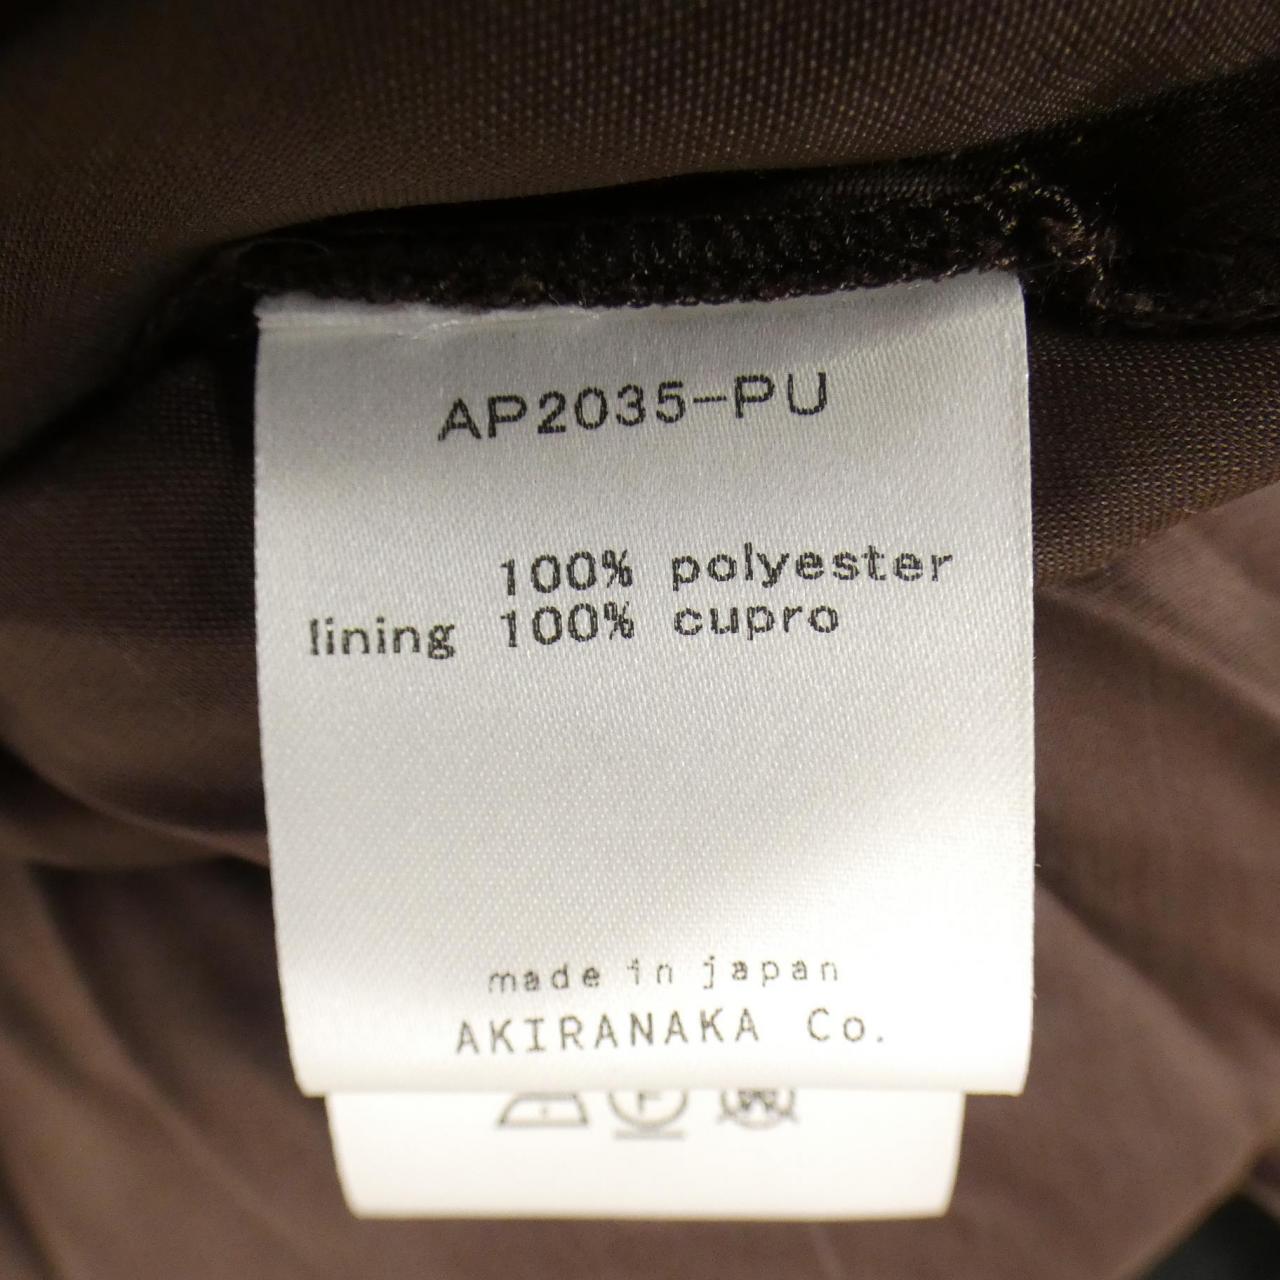 AP2035-PU
100% polyester
lining 100% cupro
made in japan
AKIRANAKA Co.
F
W